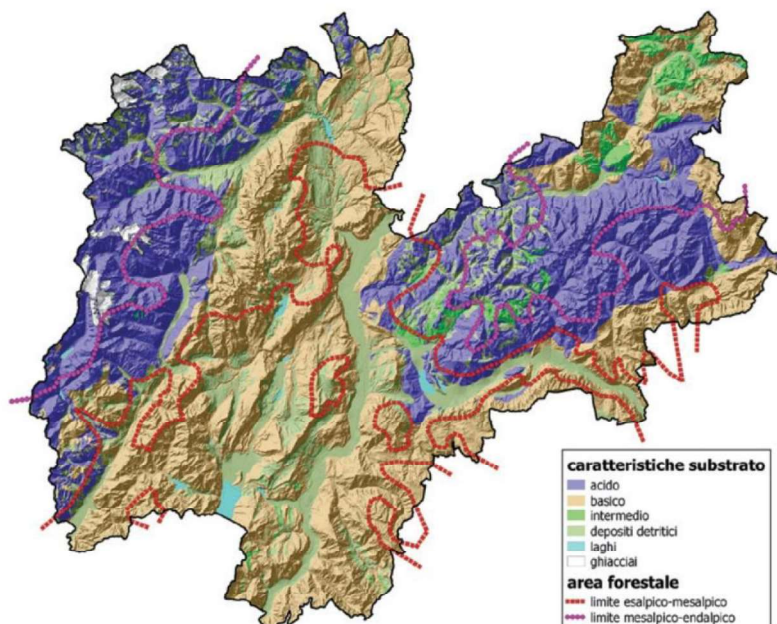 caratteristiche substrato
acido
basico
intermedio
depositi detritici
laghi
ghiacciai
area forestale
limite esalpico-mesalpico
limite mesalpico-endalpico